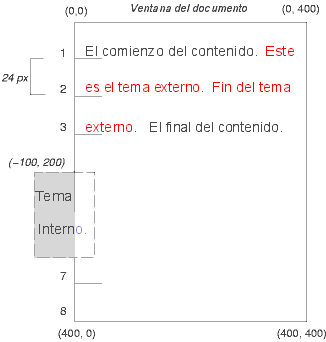 Ventana del documento
(0,0) (0, 400)
1 El comienzo del contenido. Este
24 px
2 es el tema externo. Fin del tema
3 externo. El final del contenido.
(−100, 200)
Tema
Interno.
7
8
(400, 0) (400, 400)